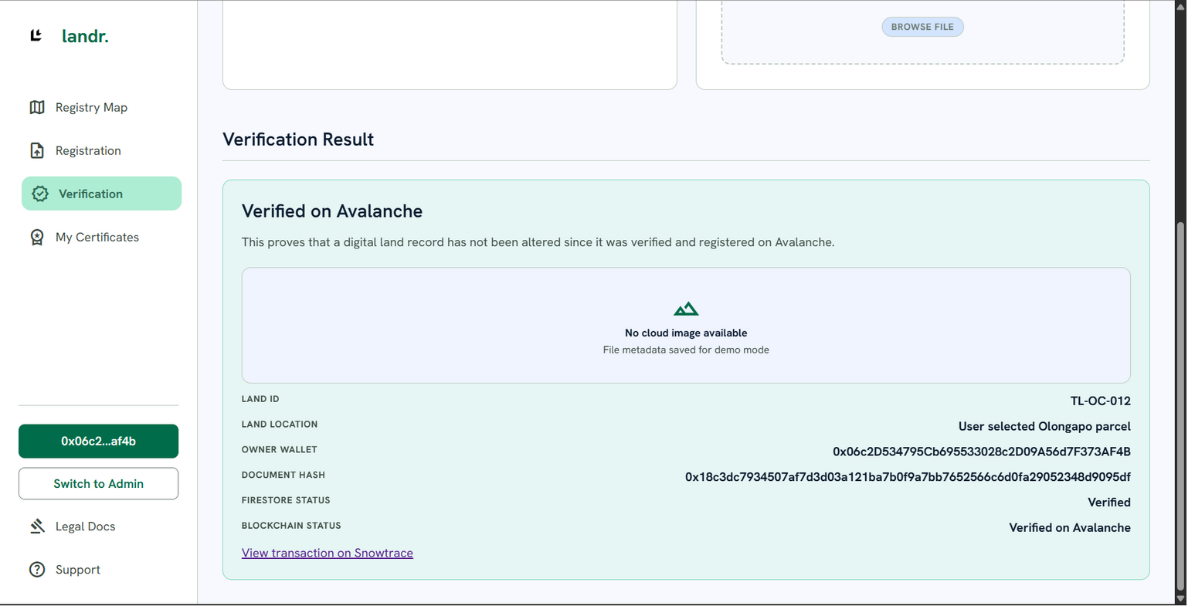 landr.
Registry Map
Registration
Verification
My Certificates
0x06c2...af4b
Switch to Admin
Legal Docs
Support
BROWSE FILE
Verification Result
Verified on Avalanche
This proves that a digital land record has not been altered since it was verified and registered on Avalanche.
No cloud image available
File metadata saved for demo mode
LAND ID TL-OC-012
LAND LOCATION User selected Olongapo parcel
OWNER WALLET 0x06c2D534795Cb695533028c2D09A56d7F373AF4B
DOCUMENT HASH 0x18c3dc7934507af7d3d03a121ba7b0f9a7bb7652566c6d0fa29052348d9095df
FIRESTORE STATUS Verified
BLOCKCHAIN STATUS Verified on Avalanche
View transaction on Snowtrace